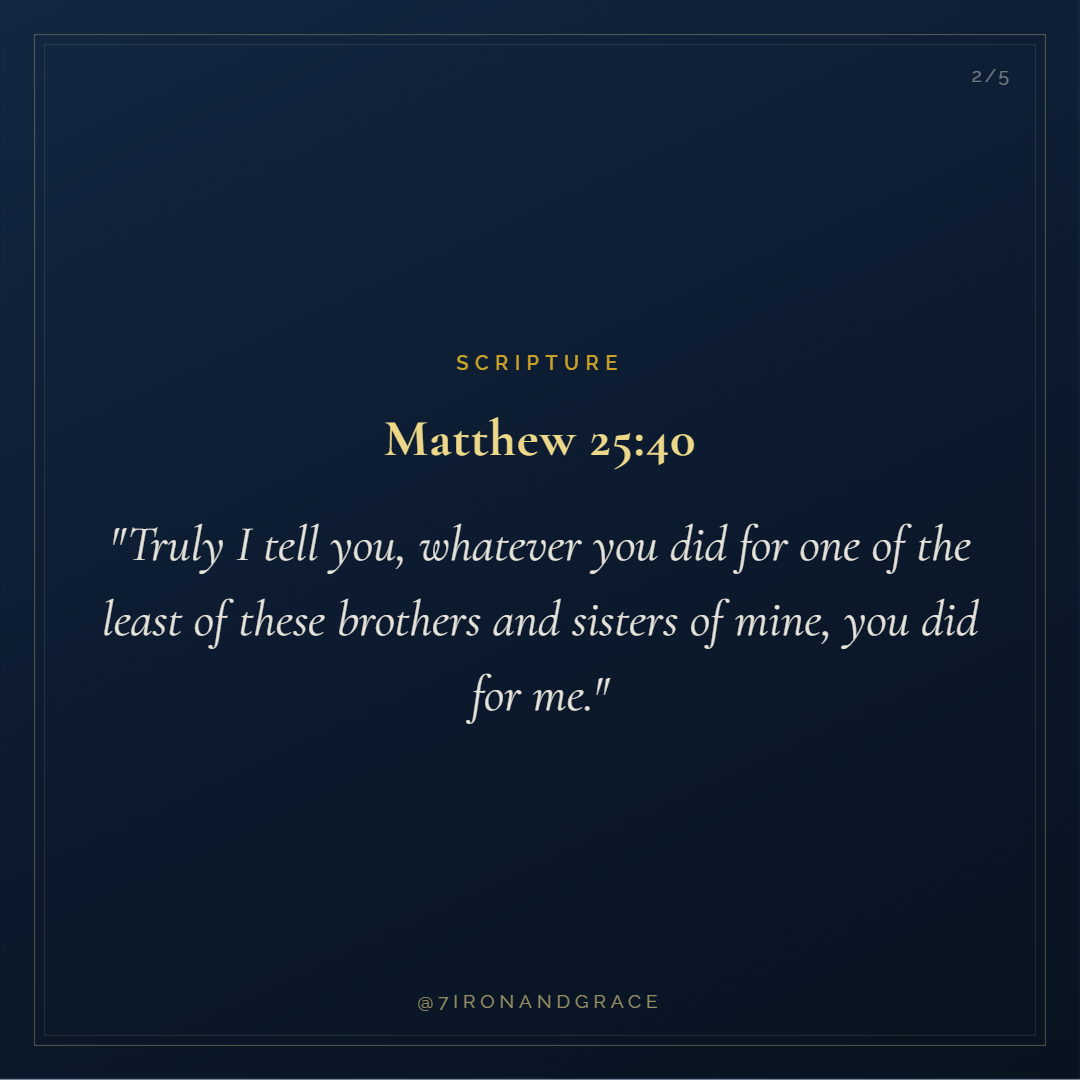 2/5
SCRIPTURE
Matthew 25:40
"Truly I tell you, whatever you did for one of the
least of these brothers and sisters of mine, you did
for me."
@7IRONANDGRACE